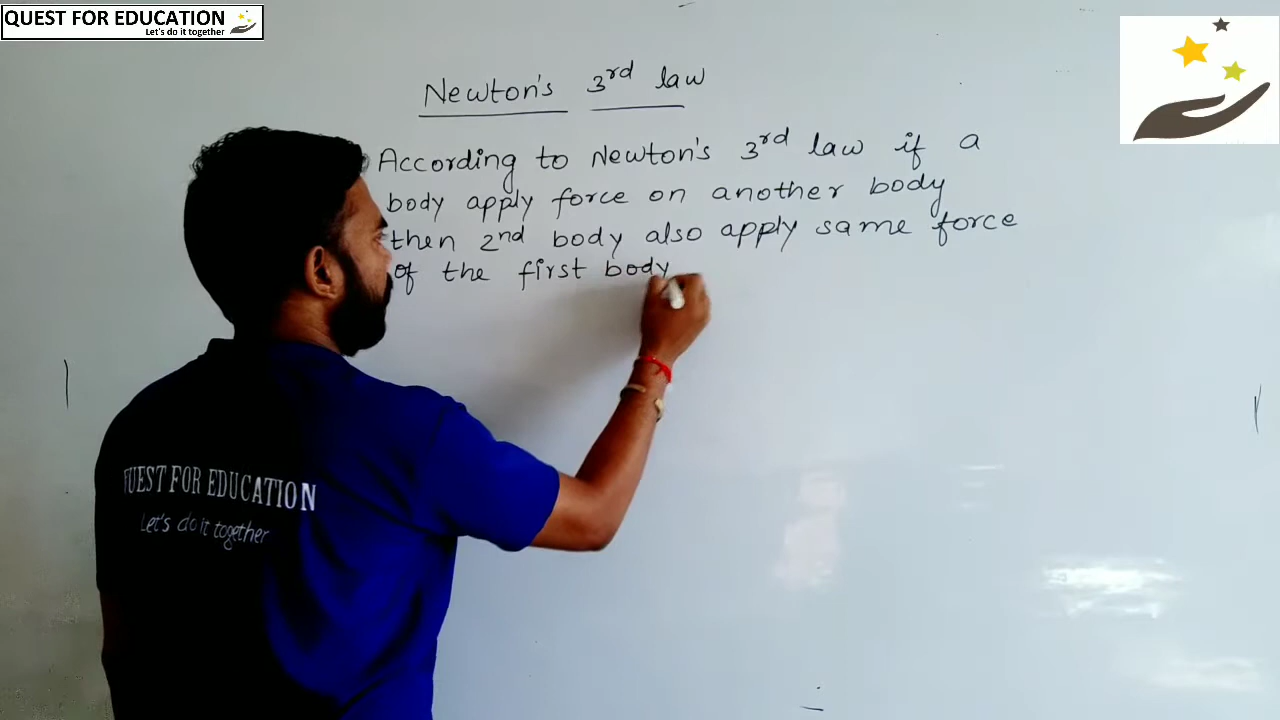 QUEST FOR EDUCATION
Let's do it together
Newton's 3rd law
According to Newton's 3rd law if a
body apply force on another body
then 2nd body also apply same force
of the first body
QUEST FOR EDUCATION
Let's do it together